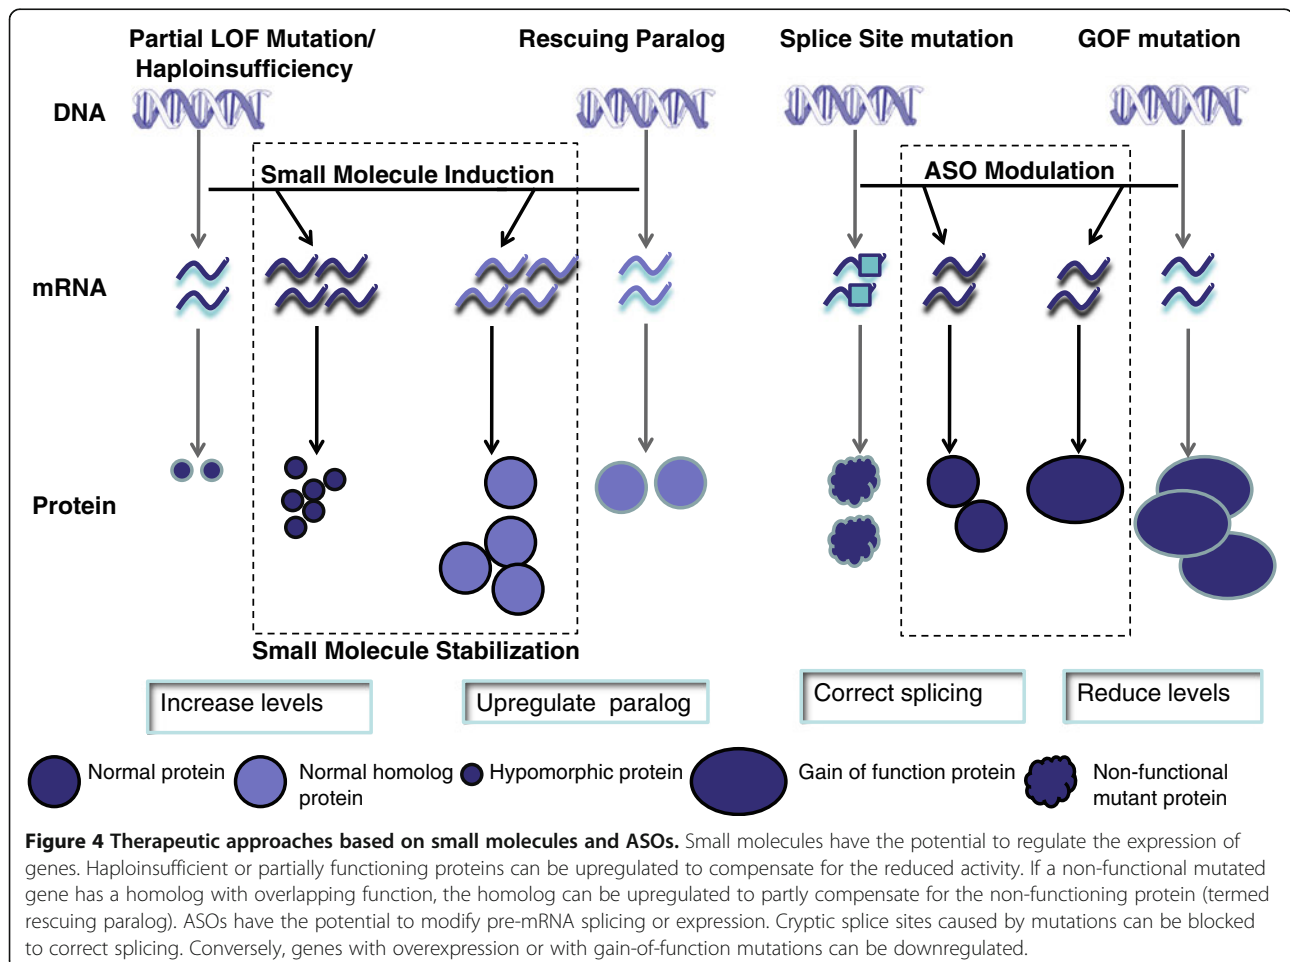 Partial LOF Mutation/
Haploinsufficiency
Rescuing Paralog
Splice Site mutation
GOF mutation
DNA
Small Molecule Induction
ASO Modulation
mRNA
Protein
Small Molecule Stabilization
Increase levels
Upregulate paralog
Correct splicing
Reduce levels
Normal protein
Normal homolog
protein
Hypomorphic protein
Gain of function protein
Non-functional
mutant protein
Figure 4 Therapeutic approaches based on small molecules and ASOs. Small molecules have the potential to regulate the expression of
genes. Haploinsufficient or partially functioning proteins can be upregulated to compensate for the reduced activity. If a non-functional mutated
gene has a homolog with overlapping function, the homolog can be upregulated to partly compensate for the non-functioning protein (termed
rescuing paralog). ASOs have the potential to modify pre-mRNA splicing or expression. Cryptic splice sites caused by mutations can be blocked
to correct splicing. Conversely, genes with overexpression or with gain-of-function mutations can be downregulated.